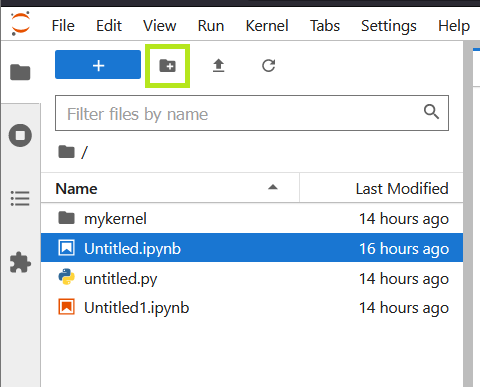 File Edit View Run Kernel Tabs Settings Help
Filter files by name
/
Name Last Modified
mykernel 14 hours ago
Untitled.ipynb 16 hours ago
untitled.py 14 hours ago
Untitled1.ipynb 14 hours ago